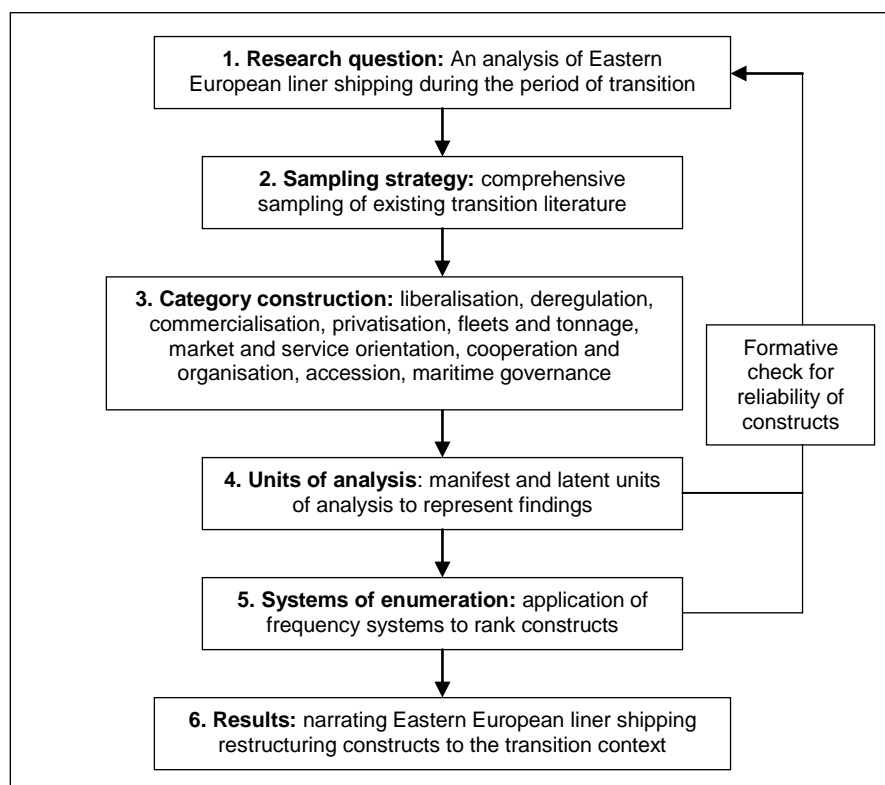 1. Research question: An analysis of Eastern
European liner shipping during the period of transition
2. Sampling strategy: comprehensive
sampling of existing transition literature
3. Category construction: liberalisation, deregulation,
commercialisation, privatisation, fleets and tonnage,
market and service orientation, cooperation and
organisation, accession, maritime governance
Formative
check for
reliability of
constructs
4. Units of analysis: manifest and latent units
of analysis to represent findings
5. Systems of enumeration: application of
frequency systems to rank constructs
6. Results: narrating Eastern European liner shipping
restructuring constructs to the transition context